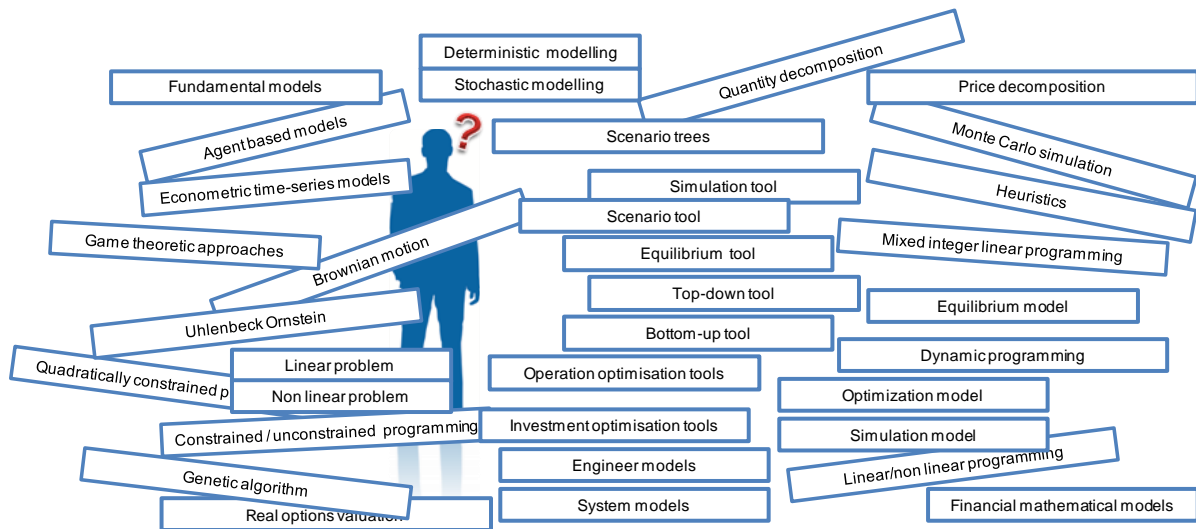 Deterministic modelling
Stochastic modelling
Quantity decomposition
Fundamental models
Price decomposition
Agent based models
Scenario trees
Monte Carlo simulation
Econometric time-series models
Simulation tool
Heuristics
Scenario tool
Game theoretic approaches
Brownian motion
Equilibrium tool
Mixed integer linear programming
Top-down tool
Equilibrium model
Uhlenbeck Ornstein
Bottom-up tool
Dynamic programming
Linear problem
Quadratically constrained p
Operation optimisation tools
Non linear problem
Optimization model
Constrained / unconstrained programming
Investment optimisation tools
Simulation model
Engineer models
Linear/non linear programming
Genetic algorithm
System models
Financial mathematical models
Real options valuation
?